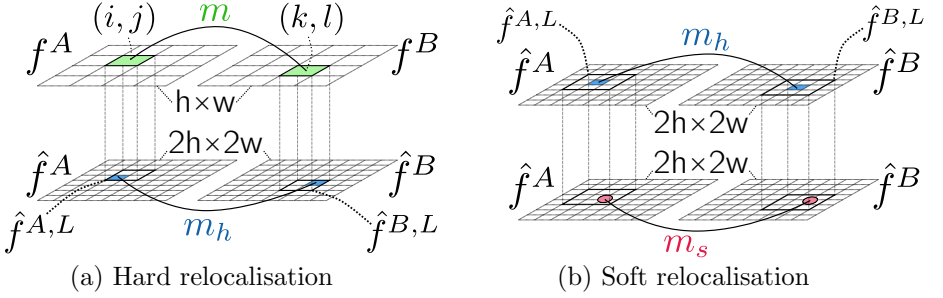 (i, j) m (k, l)
f^A f^B
h×w
2h×2w
f̂^A f̂^B
f̂^{A,L} m_h f̂^{B,L}
(a) Hard relocalisation
f̂^{A,L} m_h f̂^{B,L}
f̂^A f̂^B
2h×2w
2h×2w
f̂^A f̂^B
m_s
(b) Soft relocalisation